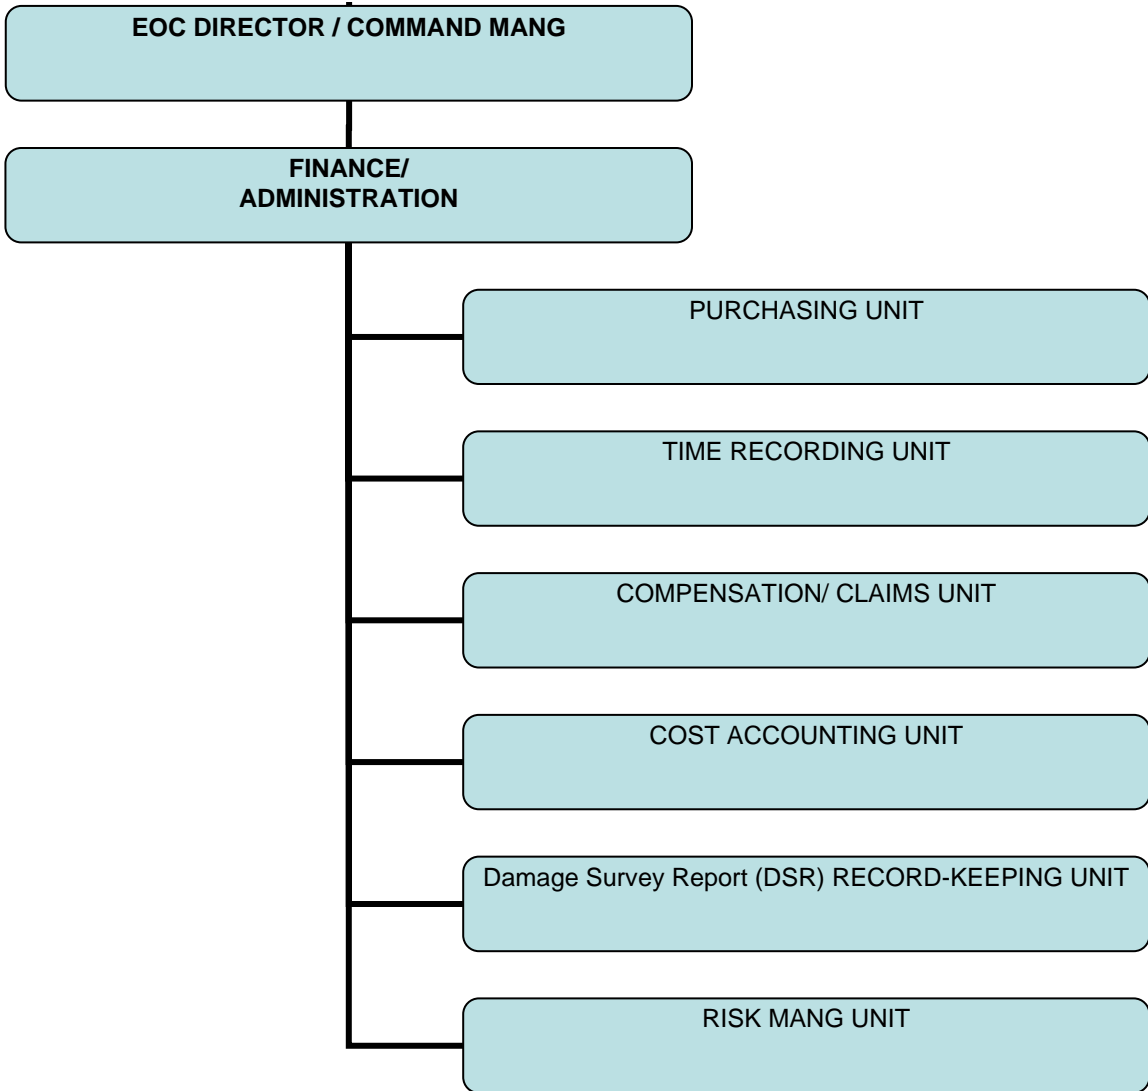 EOC DIRECTOR / COMMAND MANG
FINANCE/
ADMINISTRATION
PURCHASING UNIT
TIME RECORDING UNIT
COMPENSATION/ CLAIMS UNIT
COST ACCOUNTING UNIT
Damage Survey Report (DSR) RECORD-KEEPING UNIT
RISK MANG UNIT